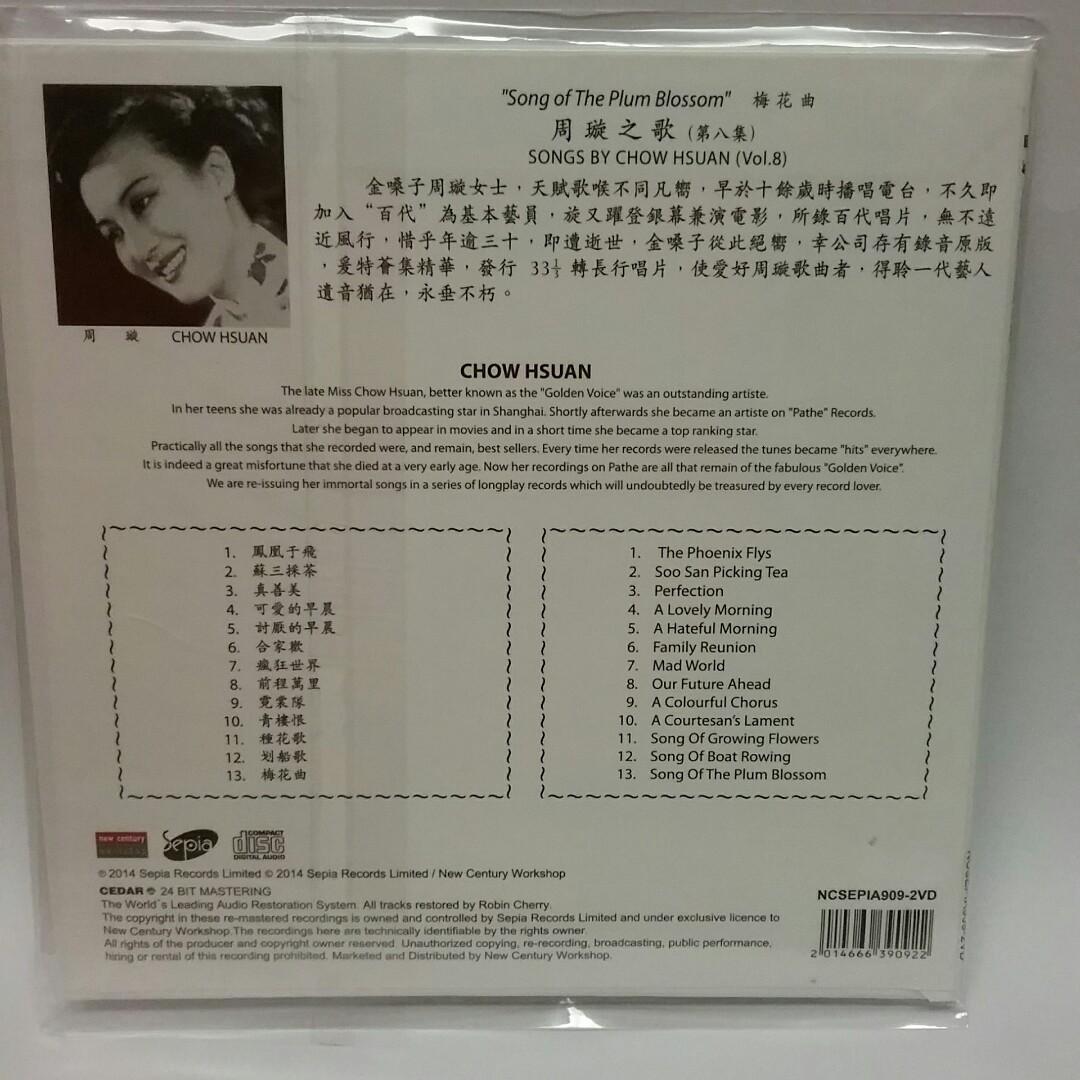 "Song of The Plum Blossom" 梅花曲
周璇之歌（第八集）
SONGS BY CHOW HSUAN (Vol.8)
金嗓子周璇女士，天賦歌喉不同凡嚮，早於十餘歲時播唱電台，不久即
加入“百代”為基本藝員，旋又躍登銀幕兼演電影，所錄百代唱片，無不遠
近風行，惜乎年逾三十，即遭逝世，金嗓子從此絕嚮，幸公司存有錄音原版
，爰特薈集精華，發行 33⅓ 轉長行唱片，使愛好周璇歌曲者，得聆一代藝人
遺音猶在，永垂不朽。
周 璇 CHOW HSUAN
CHOW HSUAN
The late Miss Chow Hsuan, better known as the "Golden Voice" was an outstanding artiste.
In her teens she was already a popular broadcasting star in Shanghai. Shortly afterwards she became an artiste on "Pathe" Records.
Later she began to appear in movies and in a short time she became a top ranking star.
Practically all the songs that she recorded were, and remain, best sellers. Every time her records were released the tunes became "hits" everywhere.
It is indeed a great misfortune that she died at a very early age. Now her recordings on Pathe are all that remain of the fabulous "Golden Voice".
We are re-issuing her immortal songs in a series of longplay records which will undoubtedly be treasured by every record lover.
1. 鳳凰于飛
2. 蘇三採茶
3. 真善美
4. 可愛的早晨
5. 討厭的早晨
6. 合家歡
7. 瘋狂世界
8. 前程萬里
9. 霓裳隊
10. 青樓恨
11. 種花歌
12. 划船歌
13. 梅花曲
1. The Phoenix Flys
2. Soo San Picking Tea
3. Perfection
4. A Lovely Morning
5. A Hateful Morning
6. Family Reunion
7. Mad World
8. Our Future Ahead
9. A Colourful Chorus
10. A Courtesan's Lament
11. Song Of Growing Flowers
12. Song Of Boat Rowing
13. Song Of The Plum Blossom
new century
Sepia
COMPACT
disc
DIGITAL AUDIO
℗ 2014 Sepia Records Limited © 2014 Sepia Records Limited / New Century Workshop
CEDAR 24 BIT MASTERING
The World's Leading Audio Restoration System. All tracks restored by Robin Cherry.
The copyright in these re-mastered recordings is owned and controlled by Sepia Records Limited and under exclusive licence to
New Century Workshop.The recordings here are technically identifiable by the rights owner.
All rights of the producer and copyright owner reserved. Unauthorized copying, re-recording, broadcasting, public performance,
hiring or rental of this recording prohibited. Marketed and Distributed by New Century Workshop.
NCSEPIA909-2VD
2 014666 390922